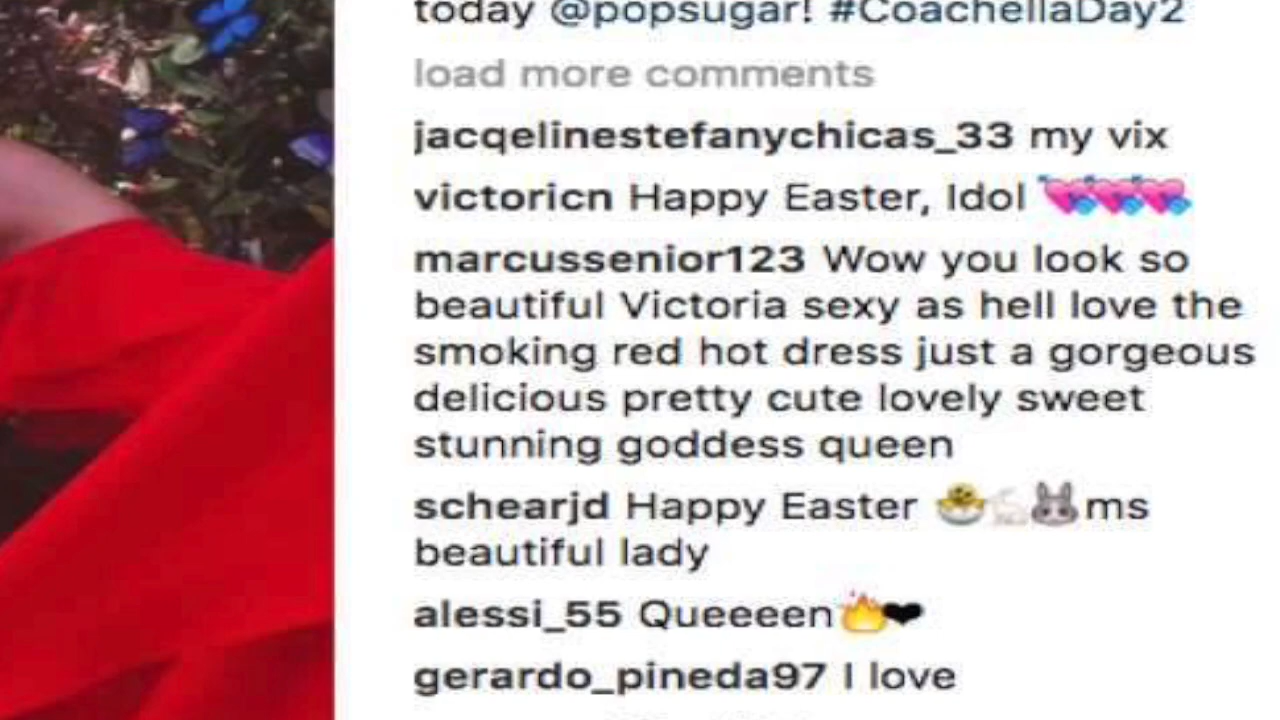 today @popsugar! #CoachellaDay2
load more comments
jacqelinestefanychicas_33 my vix
victoricn Happy Easter, Idol 💘💘💘
marcussenior123 Wow you look so
beautiful Victoria sexy as hell love the
smoking red hot dress just a gorgeous
delicious pretty cute lovely sweet
stunning goddess queen
schearjd Happy Easter 🐣🐇🐰ms
beautiful lady
alessi_55 Queeeen🔥❤
gerardo_pineda97 I love